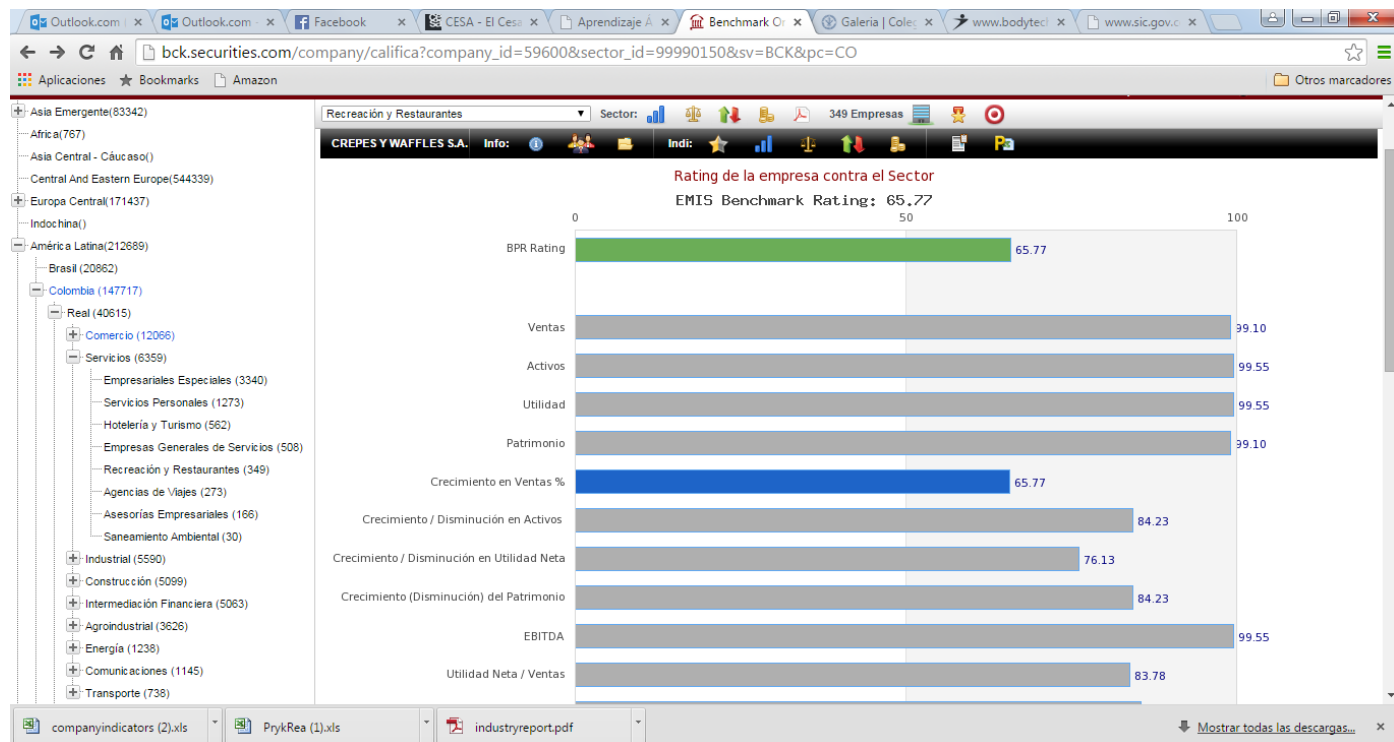 Outlook.com
Outlook.com -
Facebook
CESA - El Cesa
Aprendizaje A
Benchmark Or
Galeria | Coleg
www.bodytecl
www.sic.gov.c
bck.securities.com/company/califica?company_id=59600&sector_id=99990150&sv=BCK&pc=CO
Aplicaciones Bookmarks Amazon Otros marcadores
Asia Emergente(83342)
Africa(767)
Asia Central - Cáucaso()
Central And Eastern Europe(544339)
Europa Central(171437)
Indochina()
América Latina(212689)
Brasil (20862)
Colombia (147717)
Real (40615)
Comercio (12066)
Servicios (6359)
Empresariales Especiales (3340)
Servicios Personales (1273)
Hotelería y Turismo (562)
Empresas Generales de Servicios (508)
Recreación y Restaurantes (349)
Agencias de Viajes (273)
Asesorías Empresariales (166)
Saneamiento Ambiental (30)
Industrial (5590)
Construcción (5099)
Intermediación Financiera (5063)
Agroindustrial (3626)
Energía (1238)
Comunicaciones (1145)
Transporte (738)
Recreación y Restaurantes Sector: 349 Empresas
CREPES Y WAFFLES S.A. Info: Indi:
Rating de la empresa contra el Sector
EMIS Benchmark Rating: 65.77
0 50 100
BPR Rating 65.77
Ventas 99.10
Activos 99.55
Utilidad 99.55
Patrimonio 99.10
Crecimiento en Ventas % 65.77
Crecimiento / Disminución en Activos 84.23
Crecimiento / Disminución en Utilidad Neta 76.13
Crecimiento (Disminución) del Patrimonio 84.23
EBITDA 99.55
Utilidad Neta / Ventas 83.78
companyindicators (2).xls PrykRea (1).xls industryreport.pdf Mostrar todas las descargas...